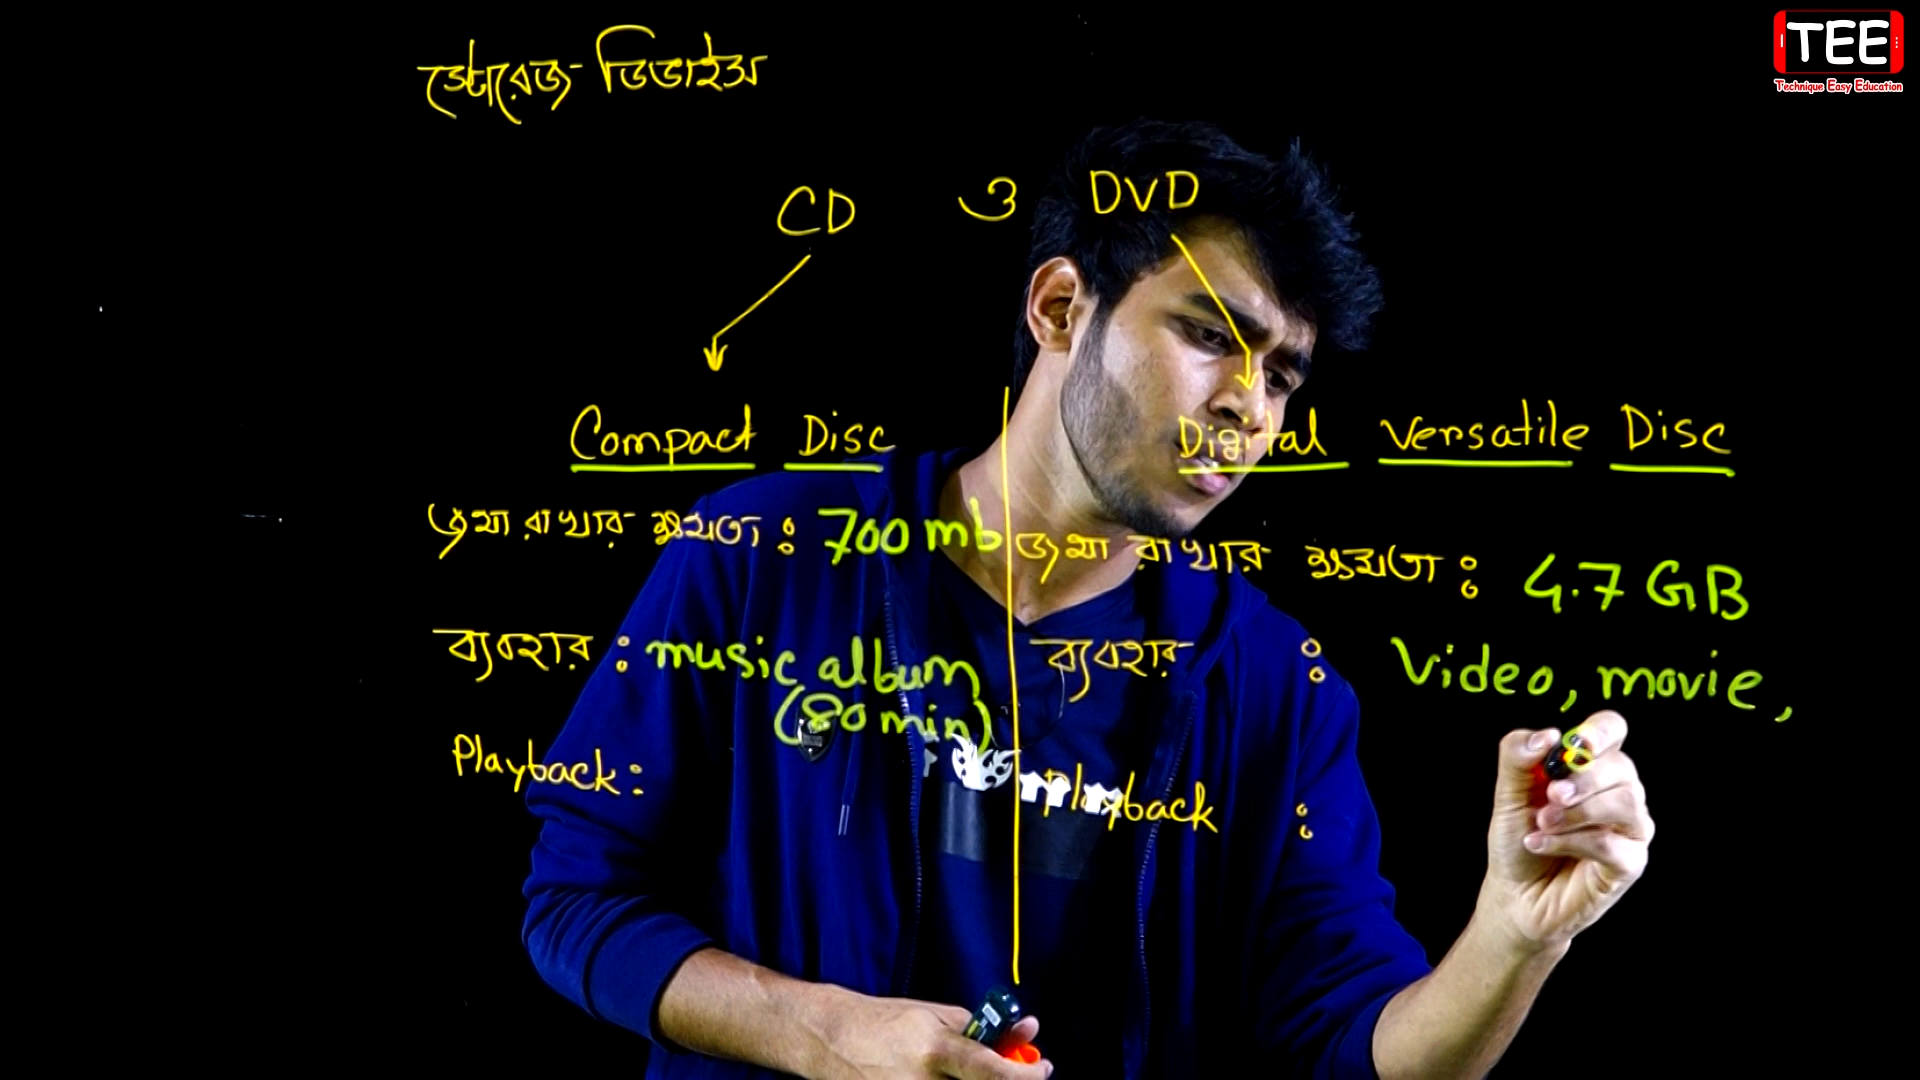 TEE
Technique Easy Education
স্টোরেজ ডিভাইস
CD ও DVD
Compact Disc
জমা রাখার ক্ষমতা : 700 mb
ব্যবহার : music album
(80 min)
Playback :
Digital Versatile Disc
জমা রাখার ক্ষমতা : 4.7 GB
ব্যবহার : Video, movie,
Playback :